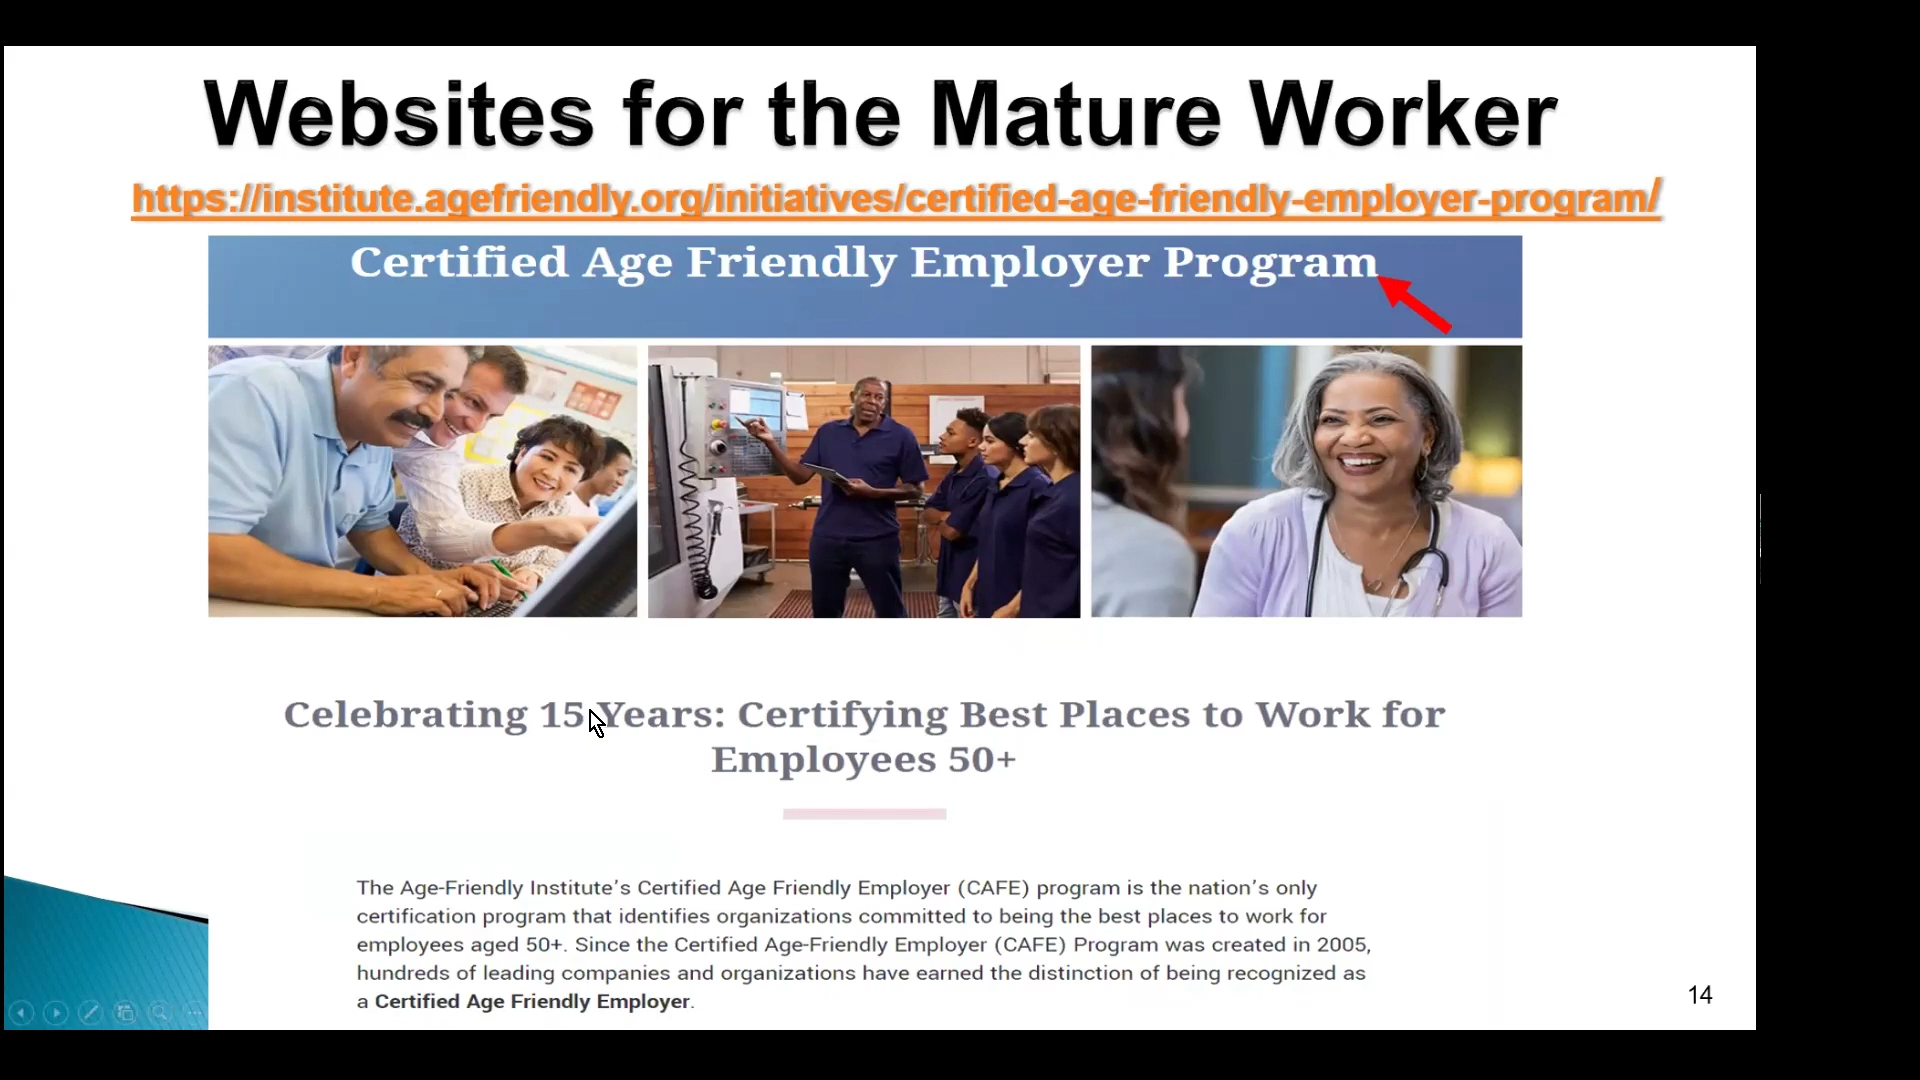 Websites for the Mature Worker
https://institute.agefriendly.org/initiatives/certified-age-friendly-employer-program/
Certified Age Friendly Employer Program
Celebrating 15 Years: Certifying Best Places to Work for
Employees 50+
The Age-Friendly Institute's Certified Age Friendly Employer (CAFE) program is the nation's only
certification program that identifies organizations committed to being the best places to work for
employees aged 50+. Since the Certified Age-Friendly Employer (CAFE) Program was created in 2005,
hundreds of leading companies and organizations have earned the distinction of being recognized as
a Certified Age Friendly Employer.
14